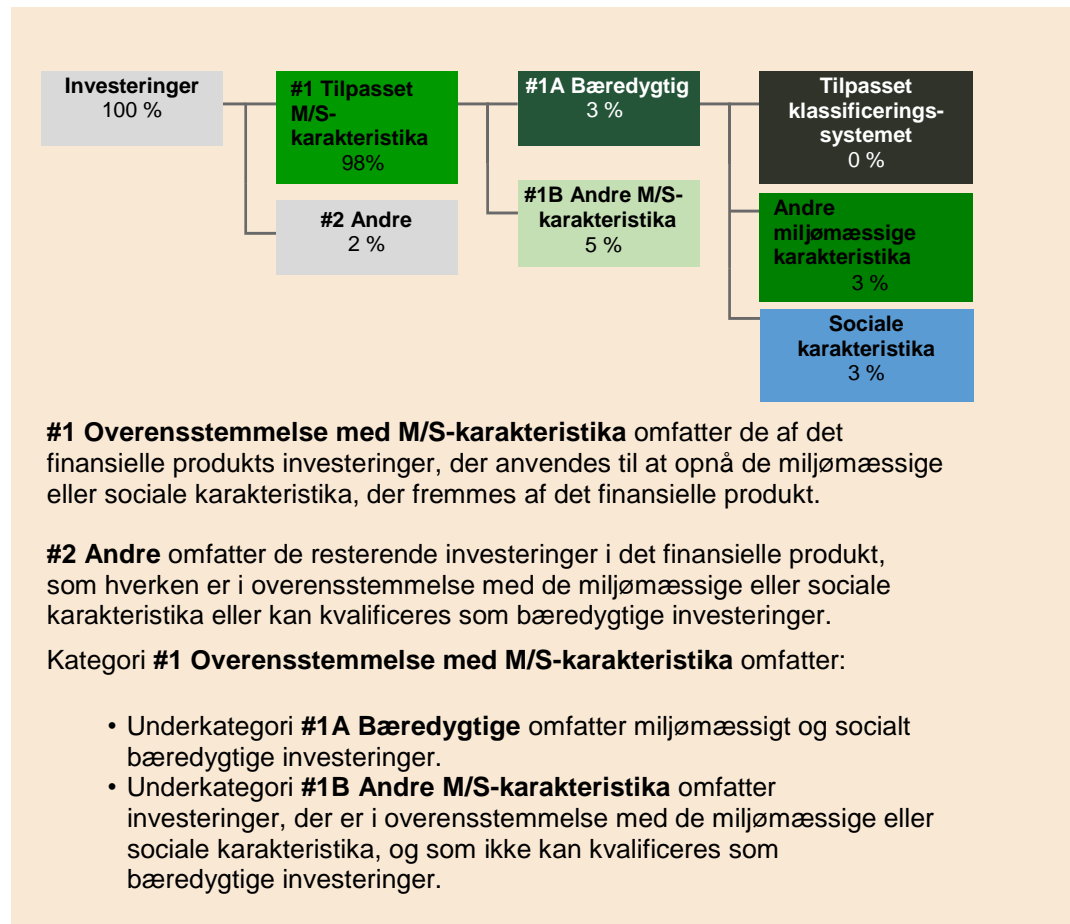 Investeringer
100 %
#1 Tilpasset
M/S-
karakteristika
98%
#2 Andre
2 %
#1A Bæredygtig
3 %
#1B Andre M/S-
karakteristika
5 %
Tilpasset
klassificerings-
systemet
0 %
Andre
miljømæssige
karakteristika
3 %
Sociale
karakteristika
3 %
#1 Overensstemmelse med M/S-karakteristika omfatter de af det
finansielle produkts investeringer, der anvendes til at opnå de miljømæssige
eller sociale karakteristika, der fremmes af det finansielle produkt.
#2 Andre omfatter de resterende investeringer i det finansielle produkt,
som hverken er i overensstemmelse med de miljømæssige eller sociale
karakteristika eller kan kvalificeres som bæredygtige investeringer.
Kategori #1 Overensstemmelse med M/S-karakteristika omfatter:
• Underkategori #1A Bæredygtige omfatter miljømæssigt og socialt
bæredygtige investeringer.
• Underkategori #1B Andre M/S-karakteristika omfatter
investeringer, der er i overensstemmelse med de miljømæssige eller
sociale karakteristika, og som ikke kan kvalificeres som
bæredygtige investeringer.